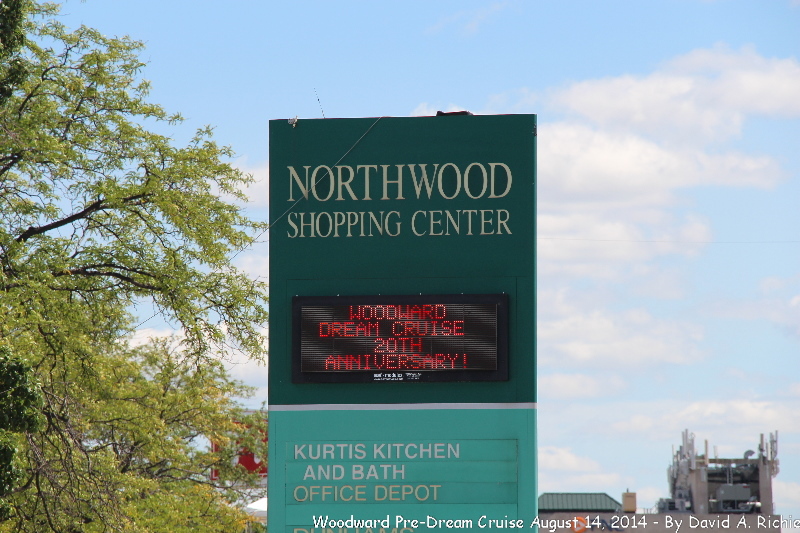 NORTHWOOD
SHOPPING CENTER
WOODWARD
DREAM CRUISE
20TH
ANNIVERSARY!
KURTIS KITCHEN
AND BATH
OFFICE DEPOT
DUNHAMS
Woodward Pre-Dream Cruise August 14, 2014 - By David A. Richie